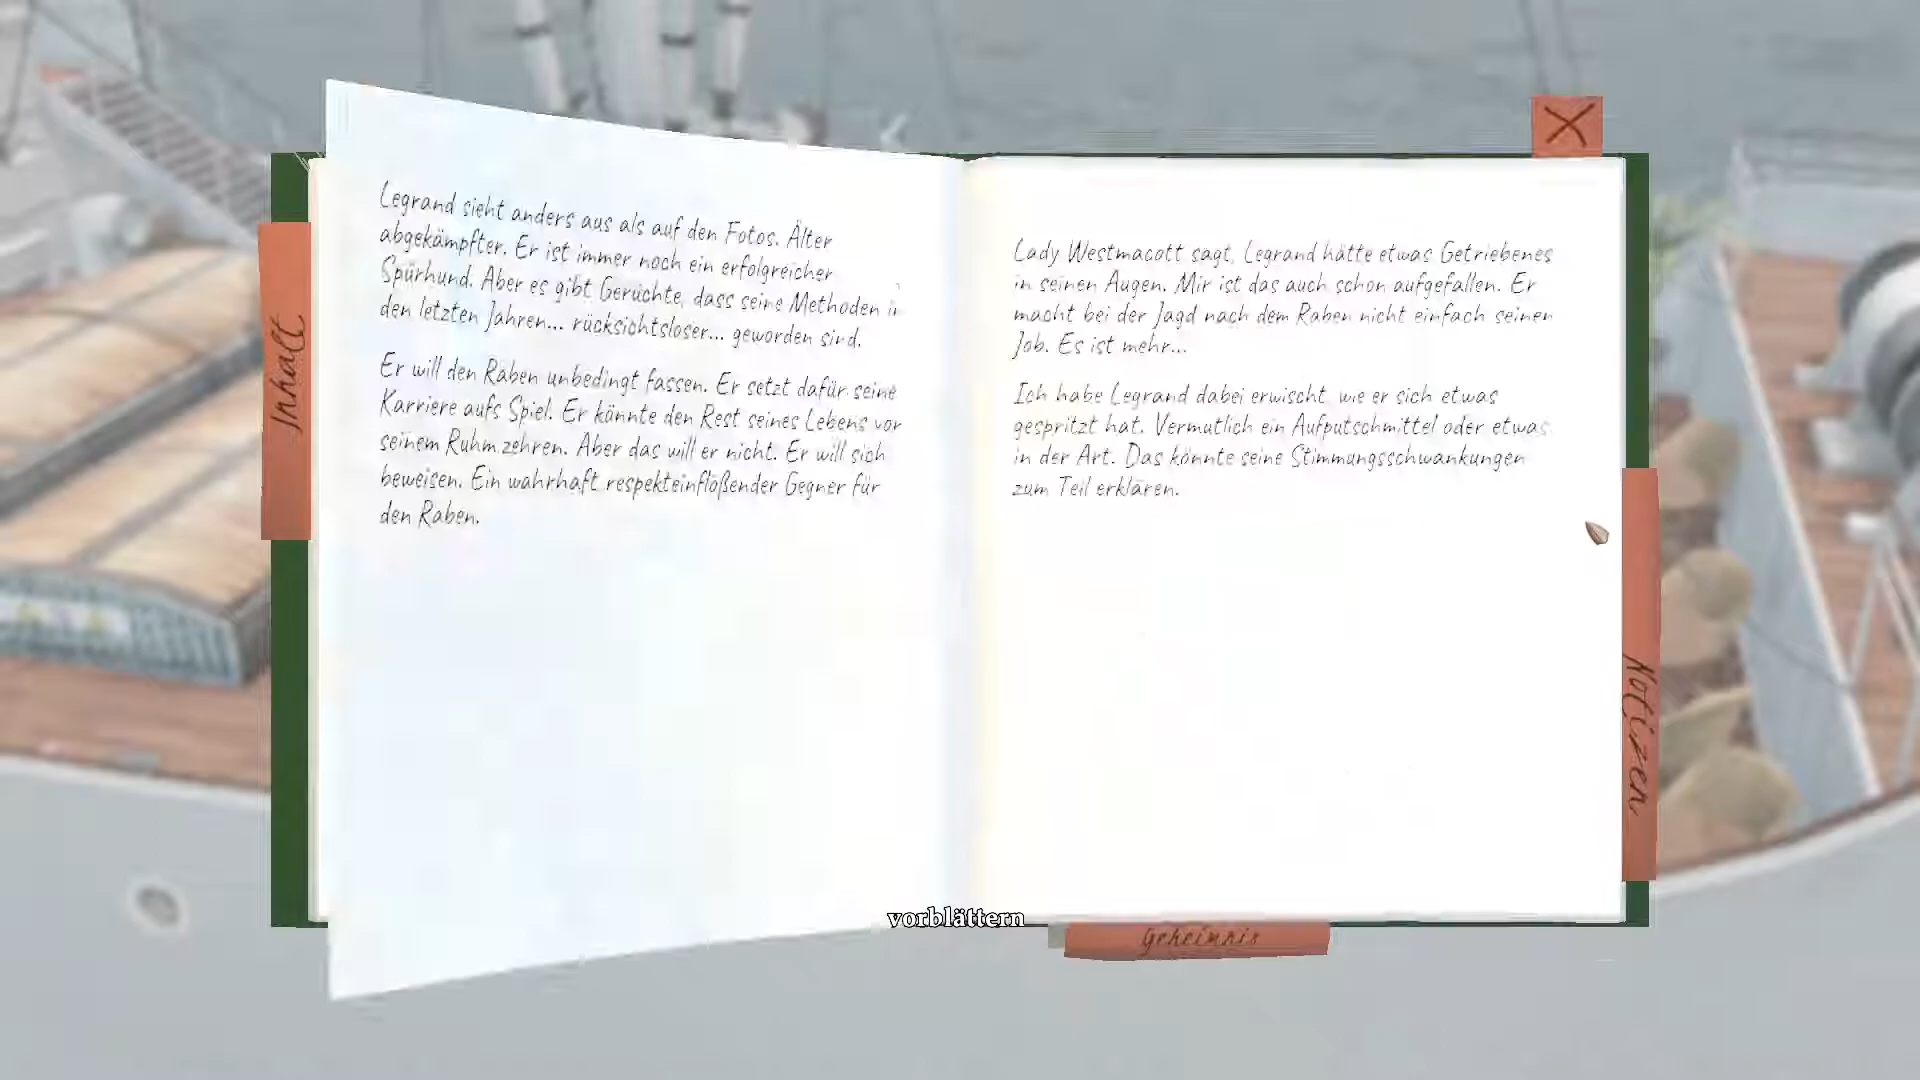 Legrand sieht anders aus als auf den Fotos. Älter
abgekämpfter. Er ist immer noch ein erfolgreicher
Spürhund. Aber es gibt Gerüchte, dass seine Methoden in
den letzten Jahren... rücksichtsloser... geworden sind.
Er will den Raben unbedingt fassen. Er setzt dafür seine
Karriere aufs Spiel. Er könnte den Rest seines Lebens vor
seinem Ruhm zehren. Aber das will er nicht. Er will sich
beweisen. Ein wahrhaft respekteinflößender Gegner für
den Raben.
Lady Westmacott sagt, Legrand hätte etwas Getriebenes
in seinen Augen. Mir ist das auch schon aufgefallen. Er
macht bei der Jagd nach dem Raben nicht einfach seinen
Job. Es ist mehr...
Ich habe Legrand dabei erwischt, wie er sich etwas
gespritzt hat. Vermutlich ein Aufputschmittel oder etwas
in der Art. Das könnte seine Stimmungsschwankungen
zum Teil erklären.
Inhalt
Notizen
vorblättern
Geheimnis